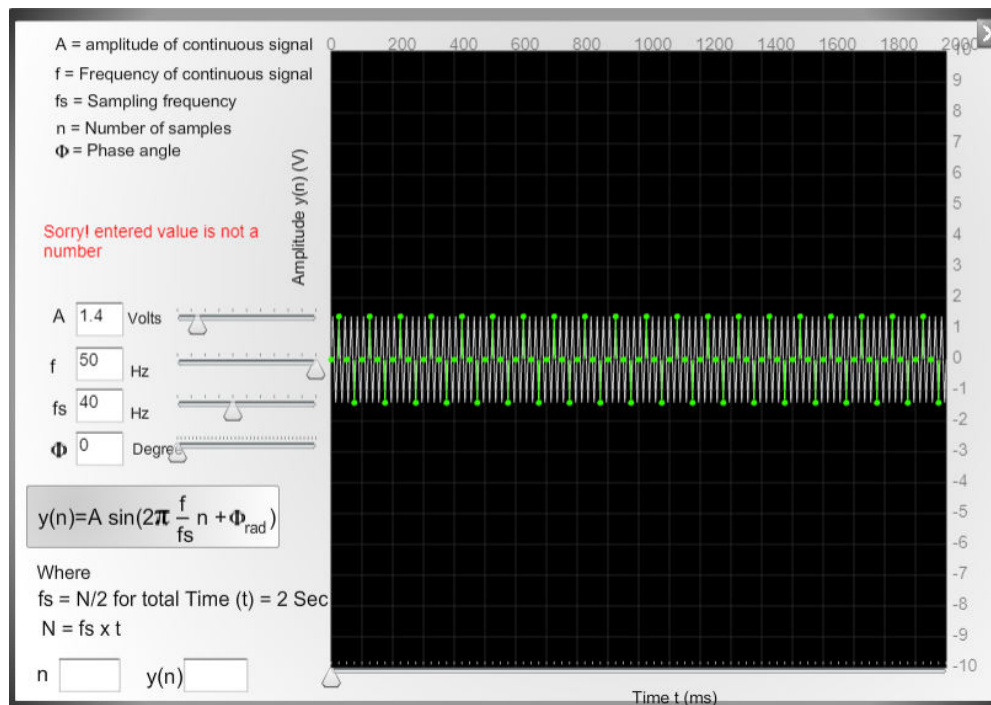 A = amplitude of continuous signal
f = Frequency of continuous signal
fs = Sampling frequency
n = Number of samples
Φ = Phase angle
Sorry! entered value is not a
number
A 1.4 Volts
f 50 Hz
fs 40 Hz
Φ 0 Degree
y(n)=A sin(2π f/fs n +Φrad)
Where
fs = N/2 for total Time (t) = 2 Sec
N = fs x t
n y(n)
0 200 400 600 800 1000 1200 1400 1600 1800 2000
Amplitude y(n) (V)
10
9
8
7
6
5
4
3
2
1
0
-1
-2
-3
-4
-5
-6
-7
-8
-9
-10
Time t (ms)
X